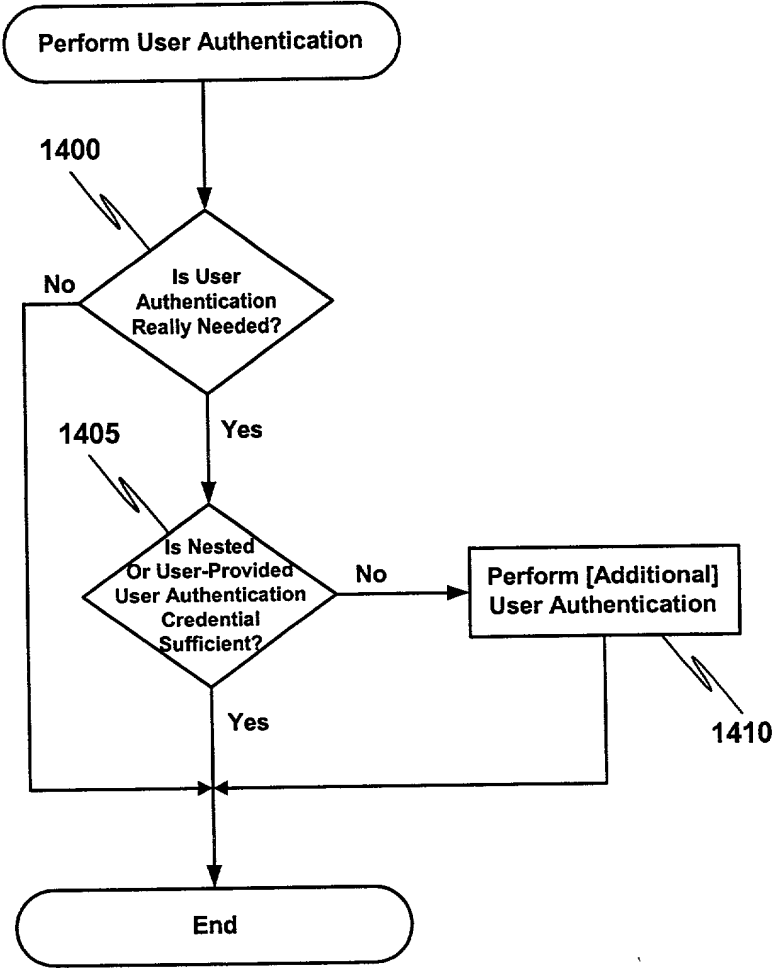 Perform User Authentication
1400
No
Is User
Authentication
Really Needed?
Yes
1405
Is Nested
Or User-Provided
User Authentication
Credential
Sufficient?
No
Perform [Additional]
User Authentication
Yes
1410
End